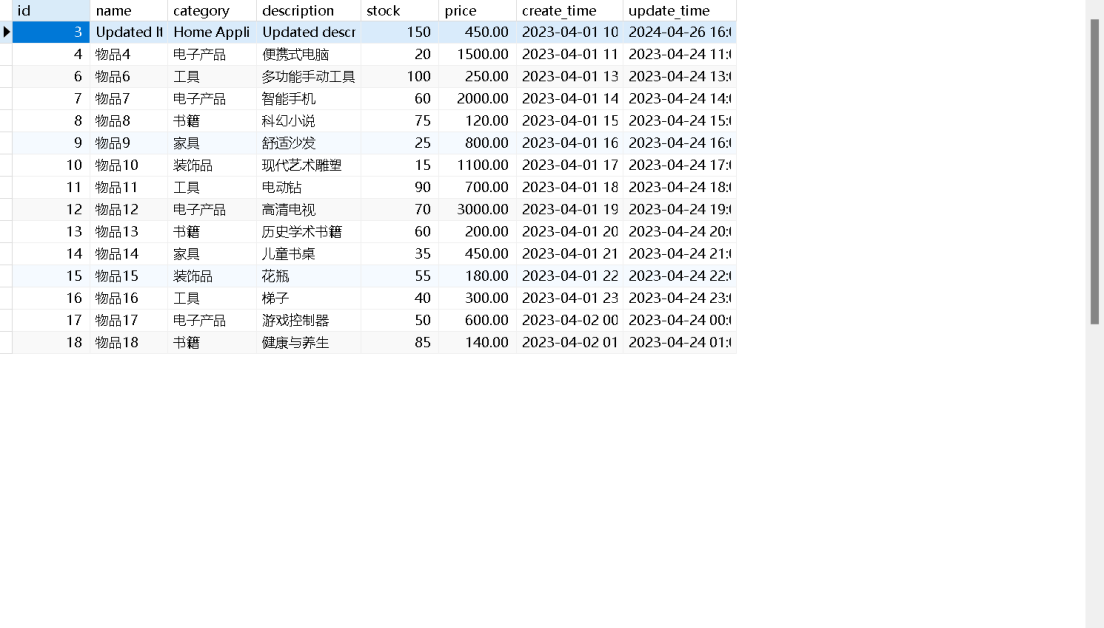 id name category description stock price create_time update_time
3 Updated It Home Appli Updated descr 150 450.00 2023-04-01 10 2024-04-26 16:0
4 物品4 电子产品 便携式电脑 20 1500.00 2023-04-01 11 2023-04-24 11:0
6 物品6 工具 多功能手动工具 100 250.00 2023-04-01 13 2023-04-24 13:0
7 物品7 电子产品 智能手机 60 2000.00 2023-04-01 14 2023-04-24 14:0
8 物品8 书籍 科幻小说 75 120.00 2023-04-01 15 2023-04-24 15:0
9 物品9 家具 舒适沙发 25 800.00 2023-04-01 16 2023-04-24 16:0
10 物品10 装饰品 现代艺术雕塑 15 1100.00 2023-04-01 17 2023-04-24 17:0
11 物品11 工具 电动钻 90 700.00 2023-04-01 18 2023-04-24 18:0
12 物品12 电子产品 高清电视 70 3000.00 2023-04-01 19 2023-04-24 19:0
13 物品13 书籍 历史学术书籍 60 200.00 2023-04-01 20 2023-04-24 20:0
14 物品14 家具 儿童书桌 35 450.00 2023-04-01 21 2023-04-24 21:0
15 物品15 装饰品 花瓶 55 180.00 2023-04-01 22 2023-04-24 22:0
16 物品16 工具 梯子 40 300.00 2023-04-01 23 2023-04-24 23:0
17 物品17 电子产品 游戏控制器 50 600.00 2023-04-02 00 2023-04-24 00:0
18 物品18 书籍 健康与养生 85 140.00 2023-04-02 01 2023-04-24 01:0